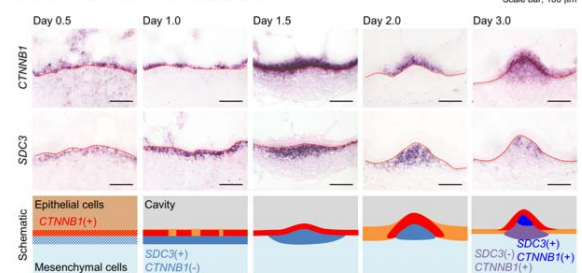 Day 0.5 Day 1.0 Day 1.5 Day 2.0 Day 3.0
CTNNB1
SDC3
Schematic
Epithelial cells
CTNNB1(+)
Mesenchymal cells
Cavity
SDC3(+)
CTNNB1(-)
SDC3(-)
CTNNB1(+)
SDC3(+)
CTNNB1(+)